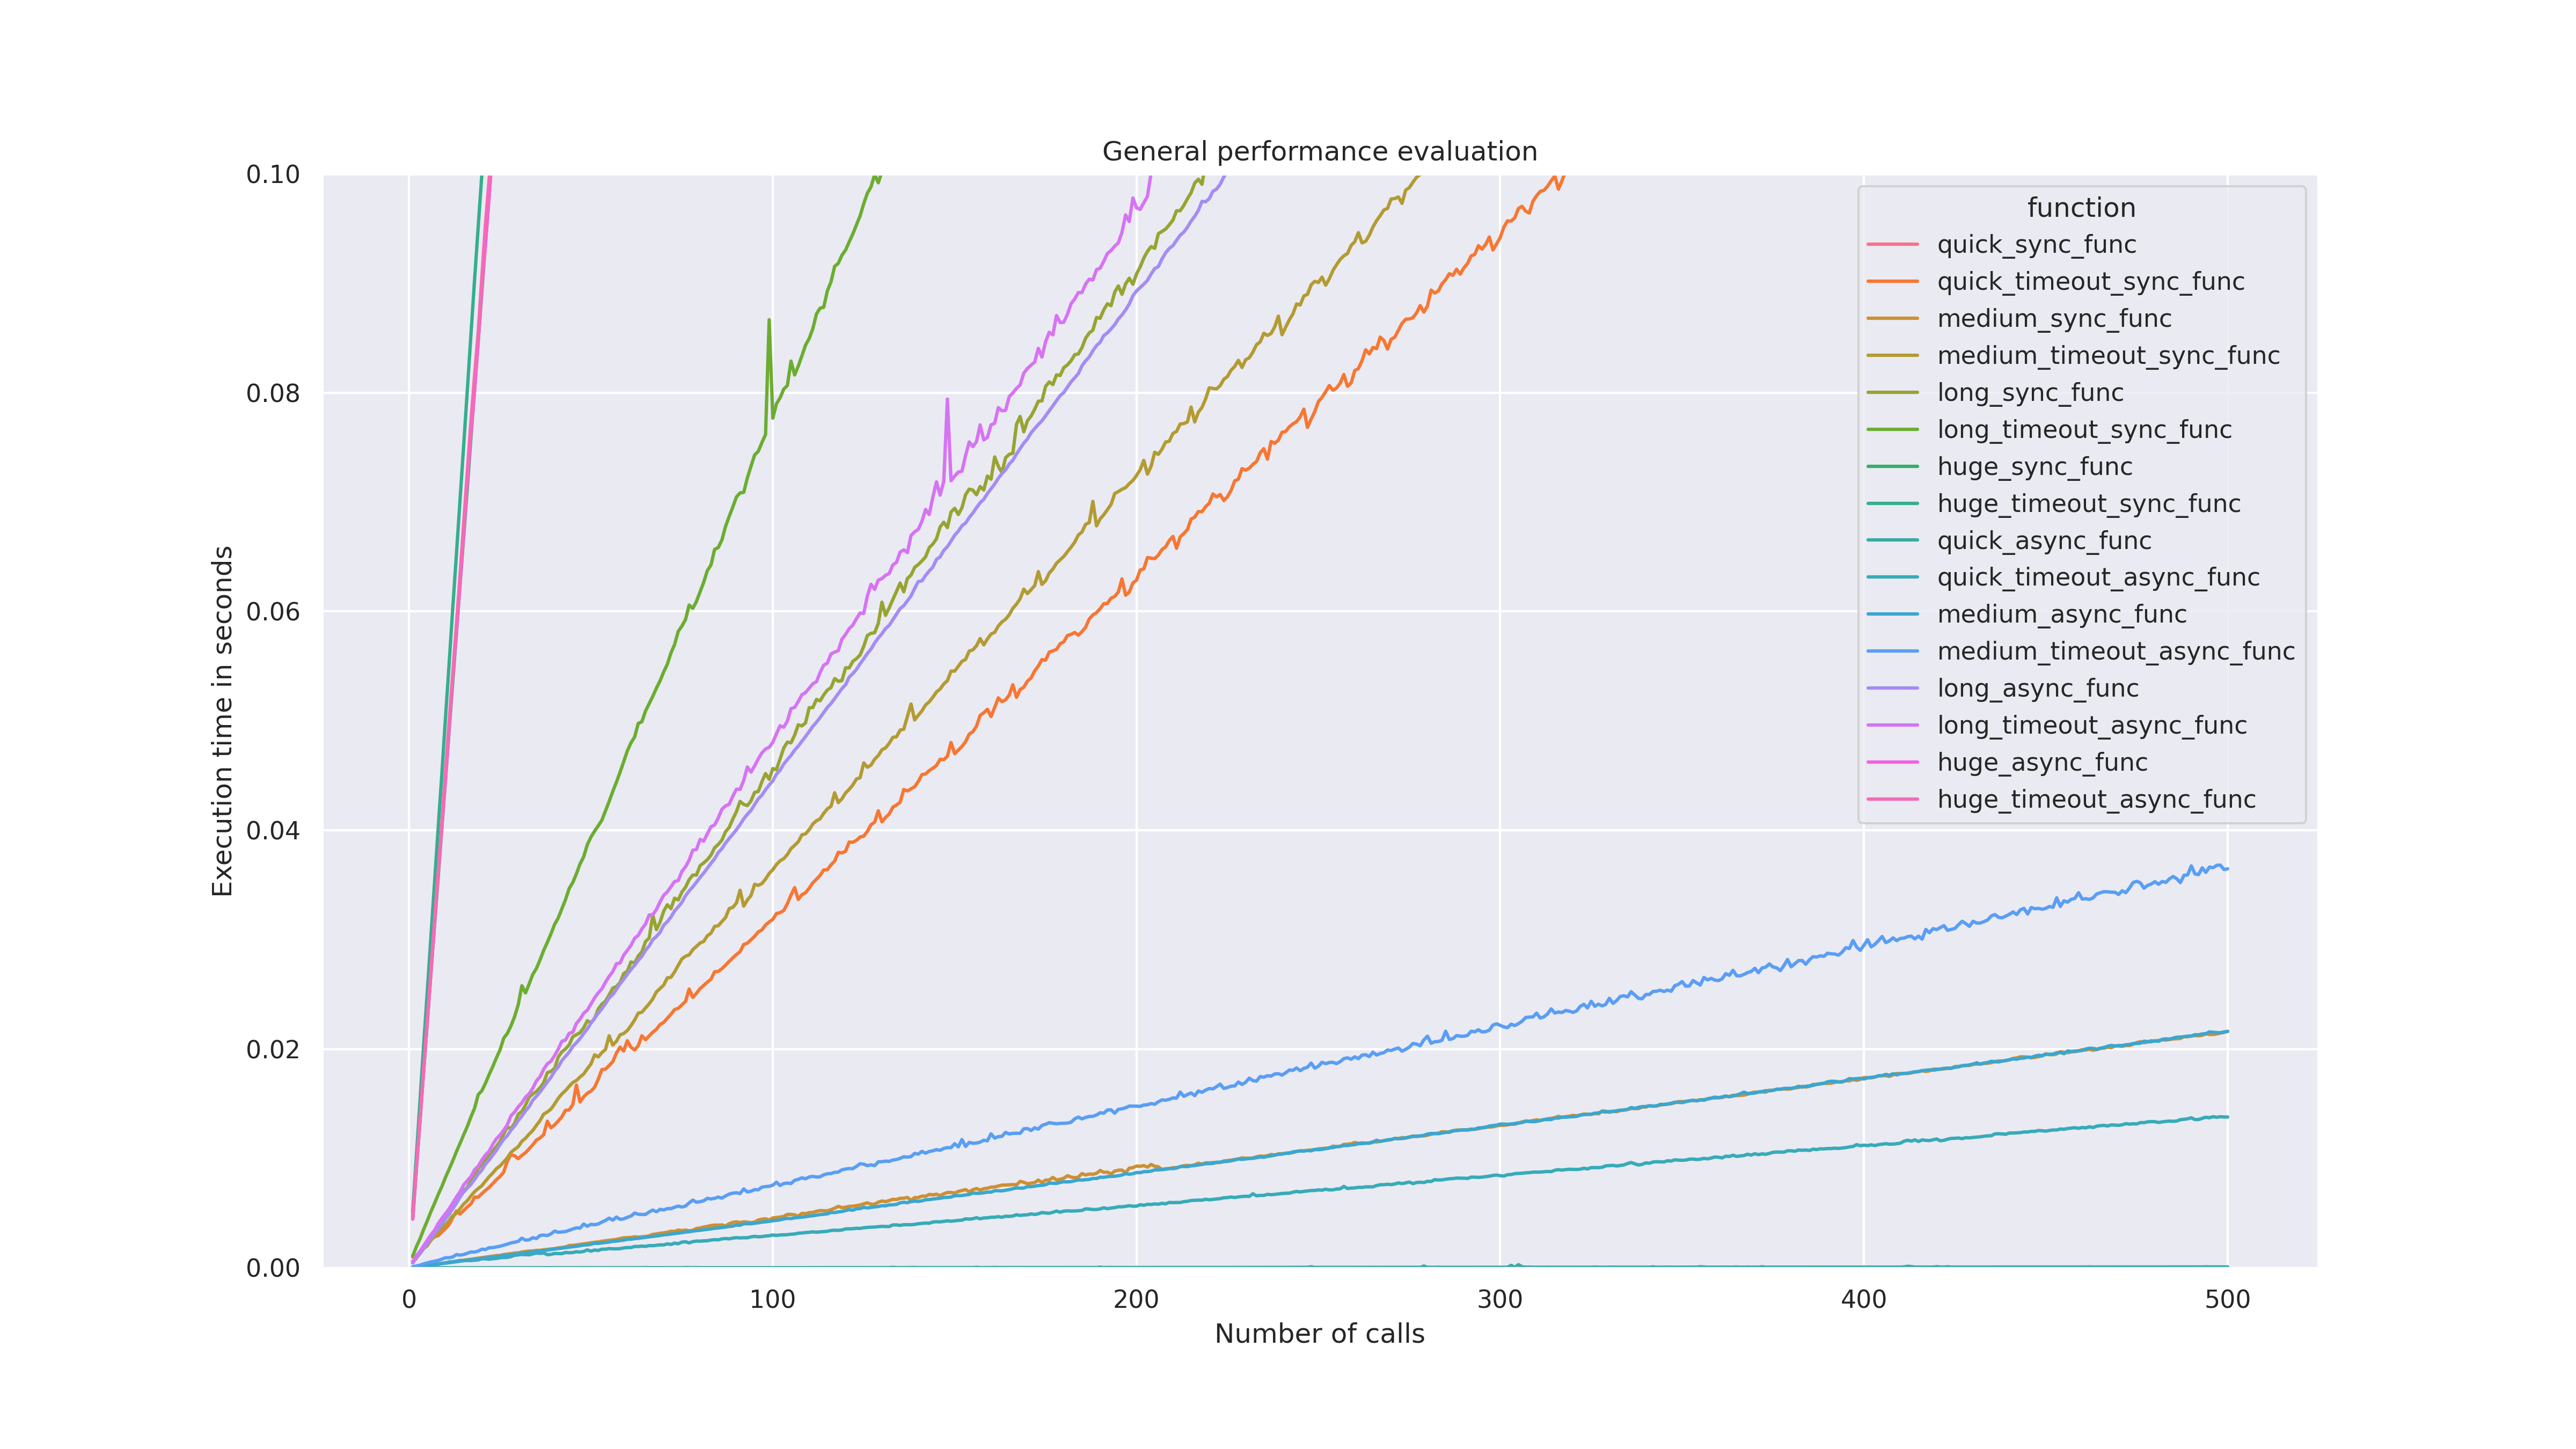 General performance evaluation
0.10
0.08
0.06
0.04
0.02
0.00
Execution time in seconds
0
100
200
300
400
500
Number of calls
function
quick_sync_func
quick_timeout_sync_func
medium_sync_func
medium_timeout_sync_func
long_sync_func
long_timeout_sync_func
huge_sync_func
huge_timeout_sync_func
quick_async_func
quick_timeout_async_func
medium_async_func
medium_timeout_async_func
long_async_func
long_timeout_async_func
huge_async_func
huge_timeout_async_func